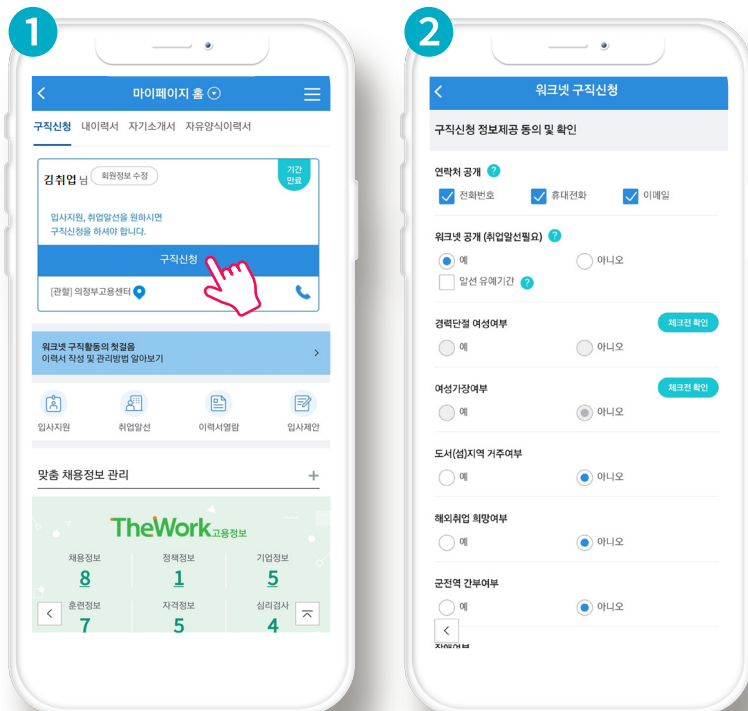 1
마이페이지 홈
구직신청 내이력서 자기소개서 자유양식이력서
김취업 님 회원정보 수정
기간
만료
입사지원, 취업알선을 원하시면
구직신청을 하셔야 합니다.
구직신청
[관할] 의정부고용센터
워크넷 구직활동의 첫걸음
이력서 작성 및 관리방법 알아보기
입사지원 취업알선 이력서열람 입사제안
맞춤 채용정보 관리 +
TheWork 고용정보
채용정보 정책정보 기업정보
8 1 5
훈련정보 자격정보 심리검사
7 5 4
2
워크넷 구직신청
구직신청 정보제공 동의 및 확인
연락처 공개 ?
전화번호 휴대전화 이메일
워크넷 공개 (취업알선필요) ?
예 아니오
알선 유예기간 ?
경력단절 여성여부 체크전 확인
예 아니오
여성가장여부 체크전 확인
예 아니오
도서(섬)지역 거주여부
예 아니오
해외취업 희망여부
예 아니오
군전역 간부여부
예 아니오
장애여부